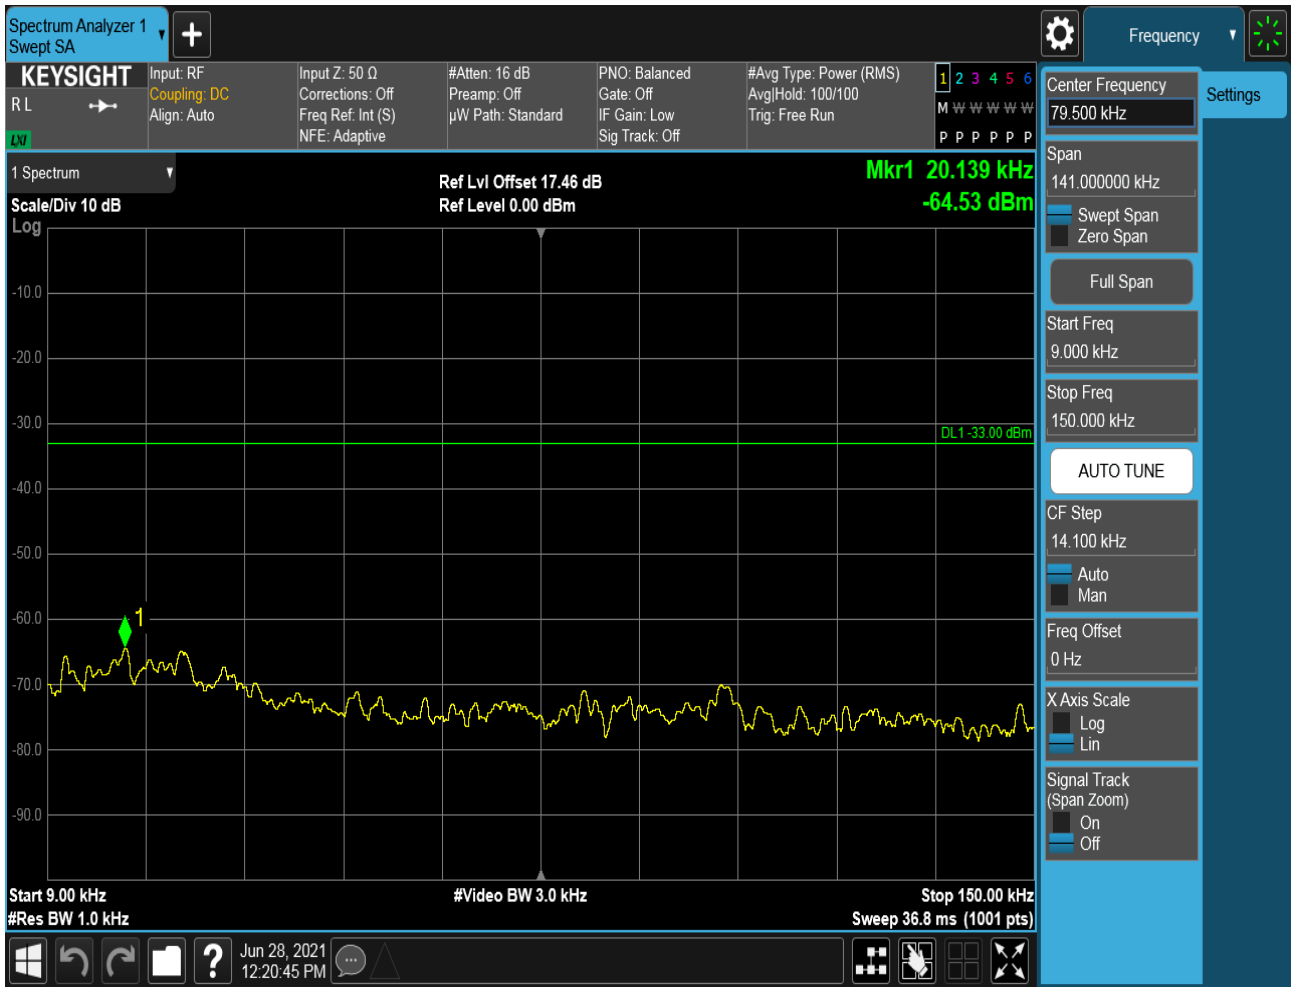 Spectrum Analyzer 1
Swept SA
Frequency
KEYSIGHT
R L
LXI
Input: RF
Coupling: DC
Align: Auto
Input Z: 50 Ω
Corrections: Off
Freq Ref: Int (S)
NFE: Adaptive
#Atten: 16 dB
Preamp: Off
µW Path: Standard
PNO: Balanced
Gate: Off
IF Gain: Low
Sig Track: Off
#Avg Type: Power (RMS)
Avg|Hold: 100/100
Trig: Free Run
1 2 3 4 5 6
M W W W W W
P P P P P P
1 Spectrum
Scale/Div 10 dB
Log
Ref Lvl Offset 17.46 dB
Ref Level 0.00 dBm
Mkr1 20.139 kHz
-64.53 dBm
-10.0
-20.0
-30.0
DL1 -33.00 dBm
-40.0
-50.0
-60.0
1
-70.0
-80.0
-90.0
Start 9.00 kHz
#Res BW 1.0 kHz
#Video BW 3.0 kHz
Stop 150.00 kHz
Sweep 36.8 ms (1001 pts)
Jun 28, 2021
12:20:45 PM
Center Frequency
79.500 kHz
Settings
Span
141.000000 kHz
Swept Span
Zero Span
Full Span
Start Freq
9.000 kHz
Stop Freq
150.000 kHz
AUTO TUNE
CF Step
14.100 kHz
Auto
Man
Freq Offset
0 Hz
X Axis Scale
Log
Lin
Signal Track
(Span Zoom)
On
Off